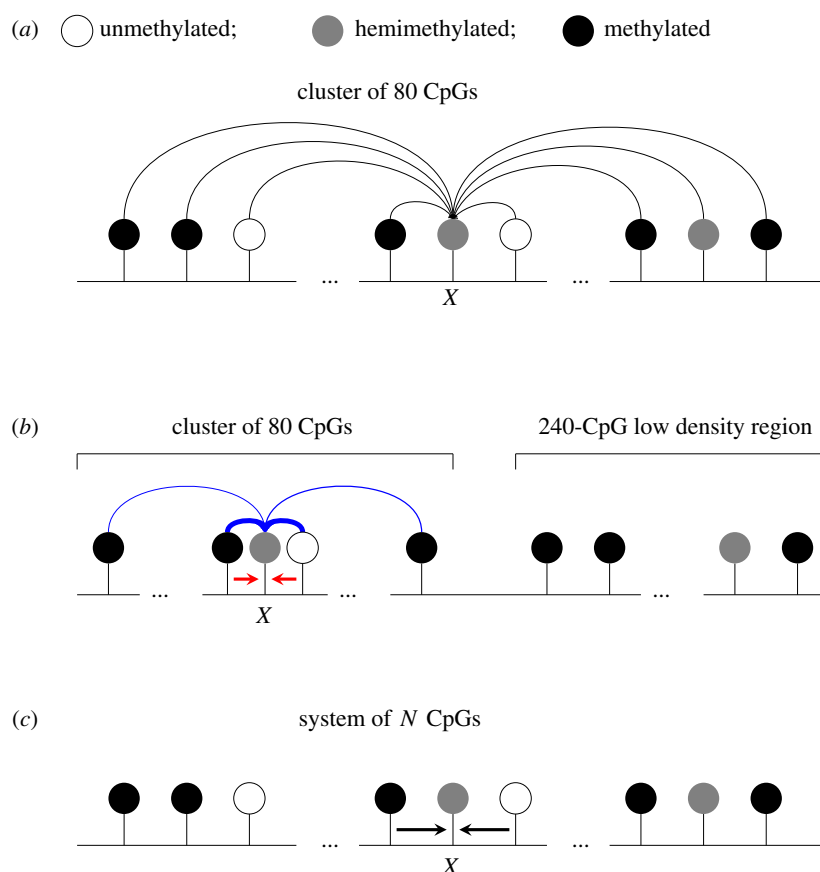 (a) unmethylated; hemimethylated; methylated
cluster of 80 CpGs
... ...
X
(b) cluster of 80 CpGs 240-CpG low density region
... ... ...
X
(c) system of N CpGs
... ...
X